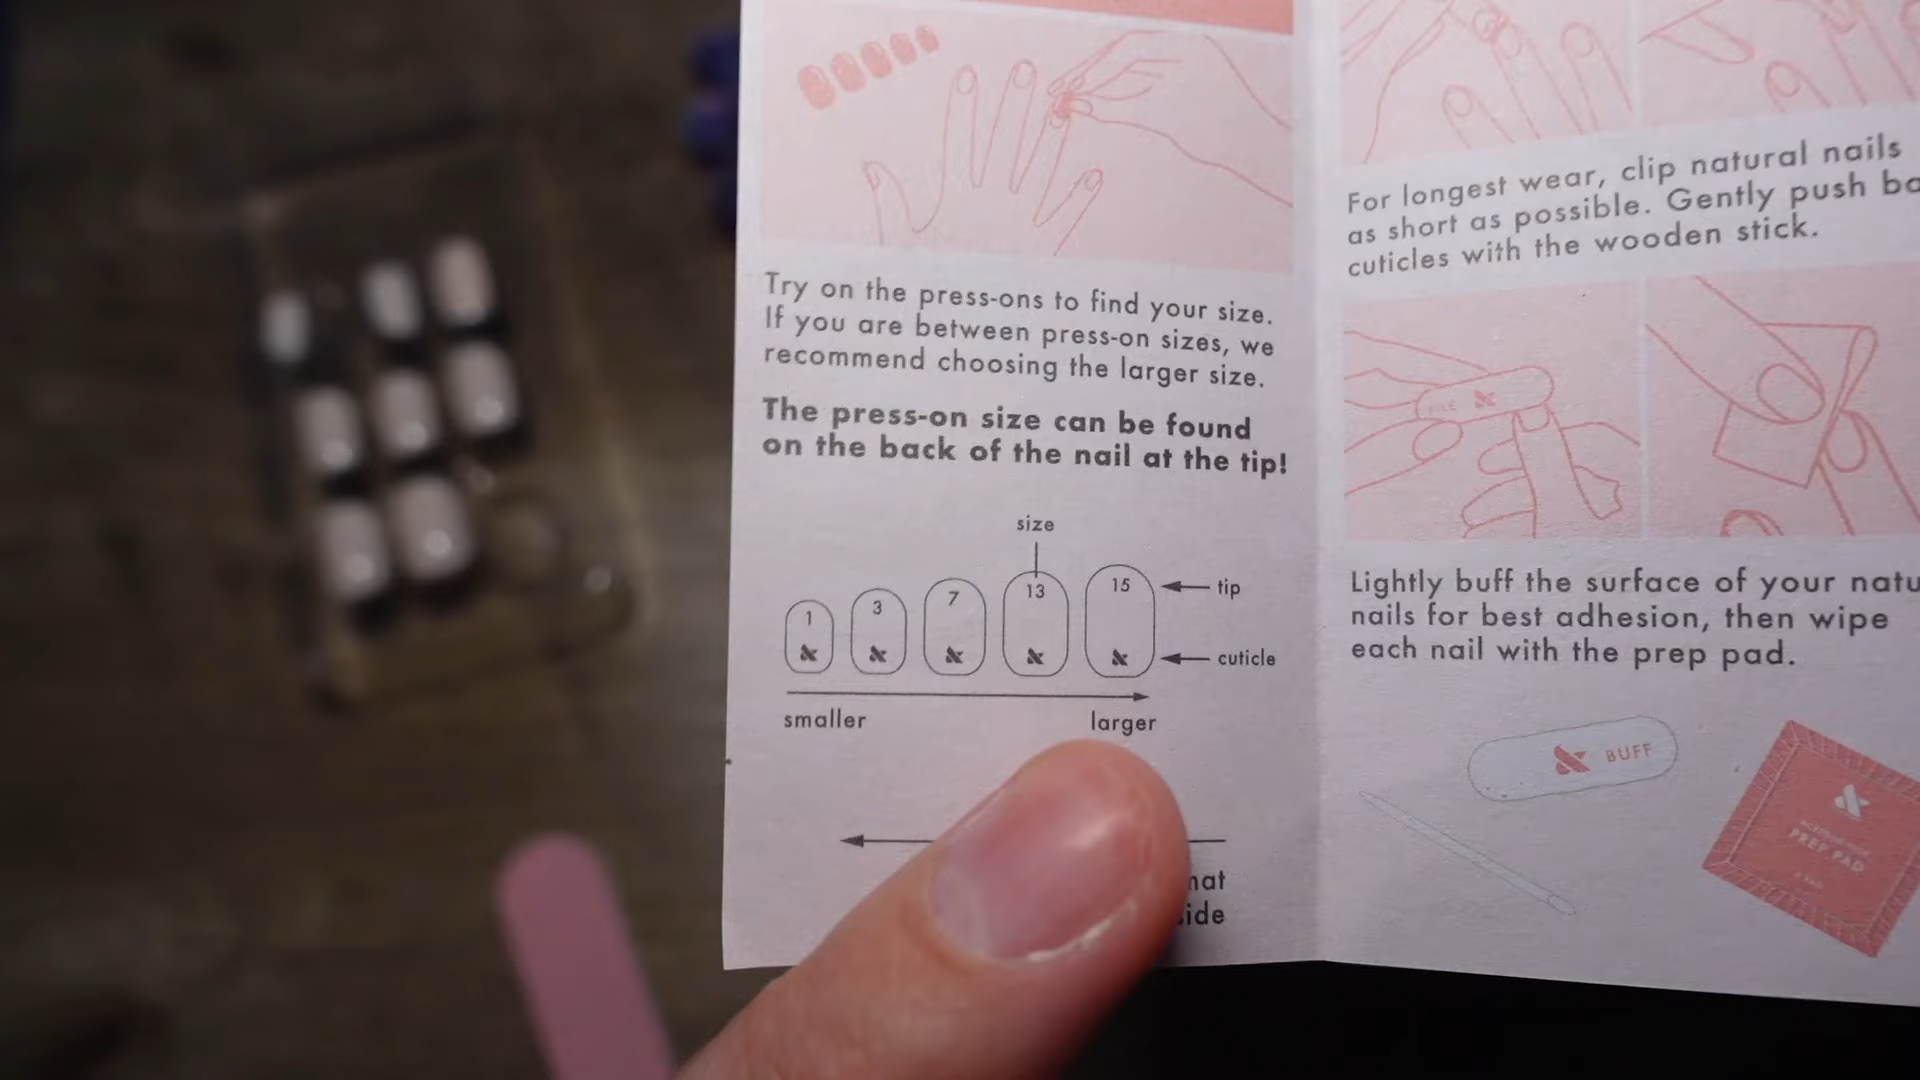 Try on the press-ons to find your size.
If you are between press-on sizes, we
recommend choosing the larger size.
The press-on size can be found
on the back of the nail at the tip!
size
1 3 7 13 15
tip
& & & & &
cuticle
smaller larger
For longest wear, clip natural nails
as short as possible. Gently push
cuticles with the wooden stick.
FILE &
Lightly buff the surface of your
nails for best adhesion, then wipe
each nail with the prep pad.
& BUFF
&
PREP PAD